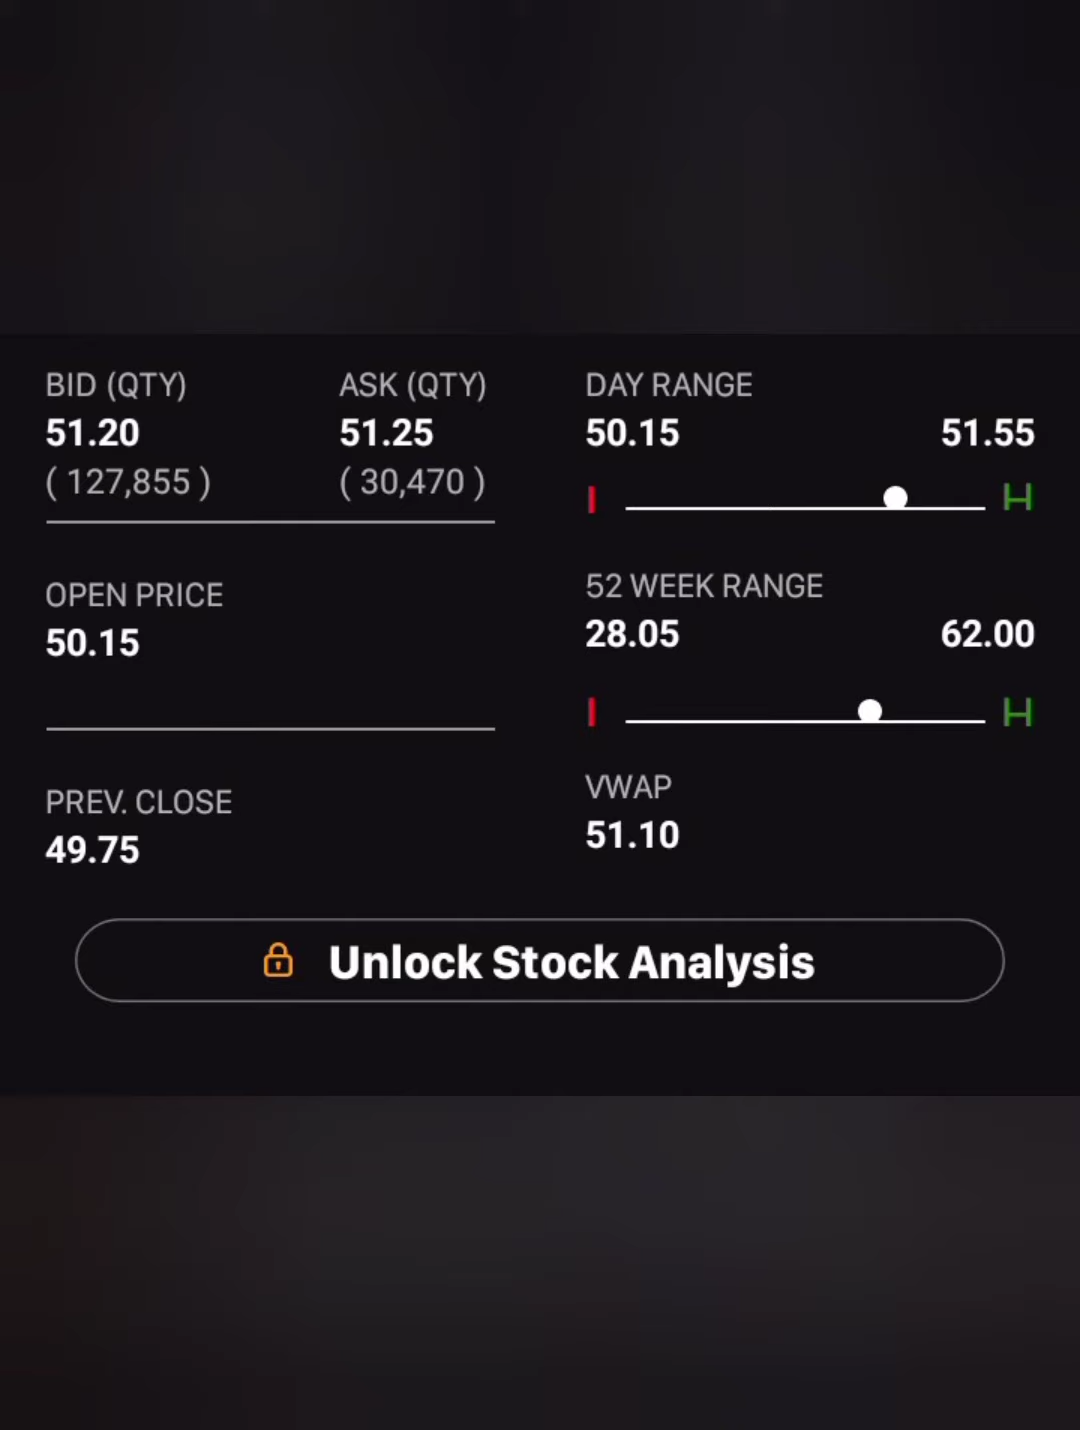 BID (QTY)
51.20
( 127,855 )
ASK (QTY)
51.25
( 30,470 )
OPEN PRICE
50.15
PREV. CLOSE
49.75
DAY RANGE
50.15 51.55
H
52 WEEK RANGE
28.05 62.00
H
VWAP
51.10
Unlock Stock Analysis